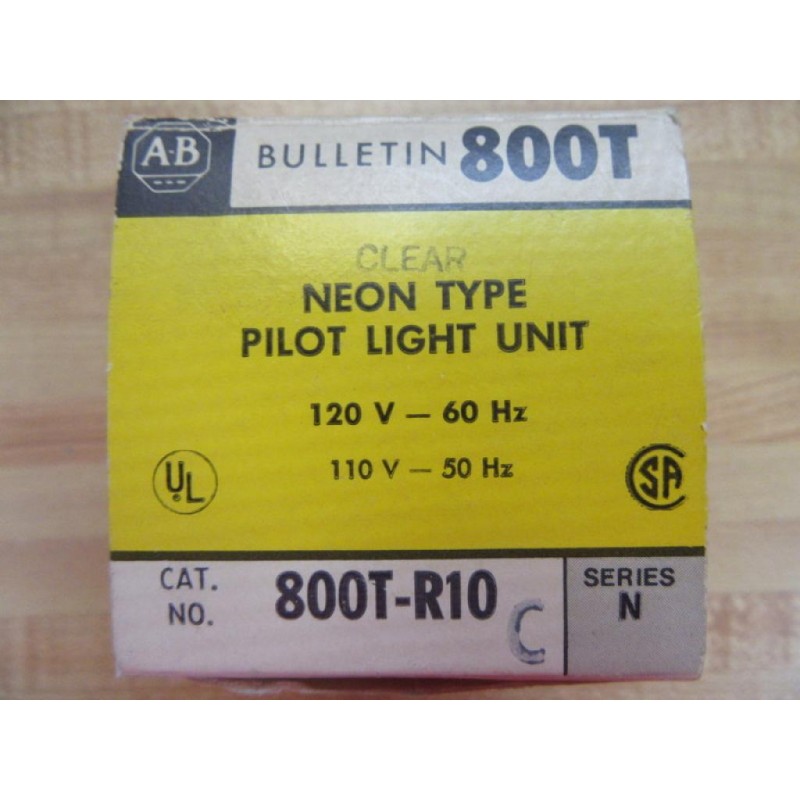 A-B
BULLETIN 800T
CLEAR
NEON TYPE
PILOT LIGHT UNIT
120 V — 60 Hz
110 V — 50 Hz
UL
®
SA
CAT. NO.
800T-R10 C
SERIES
N